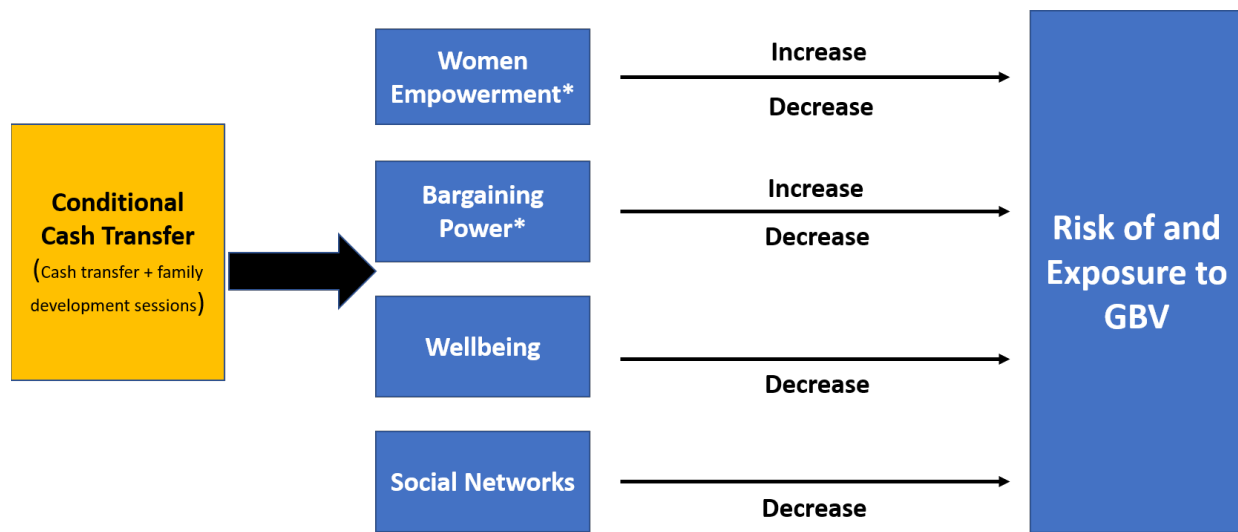 Conditional
Cash Transfer
(Cash transfer + family
development sessions)
Women
Empowerment*
Increase
Decrease
Bargaining
Power*
Increase
Decrease
Wellbeing
Decrease
Social Networks
Decrease
Risk of and
Exposure to
GBV